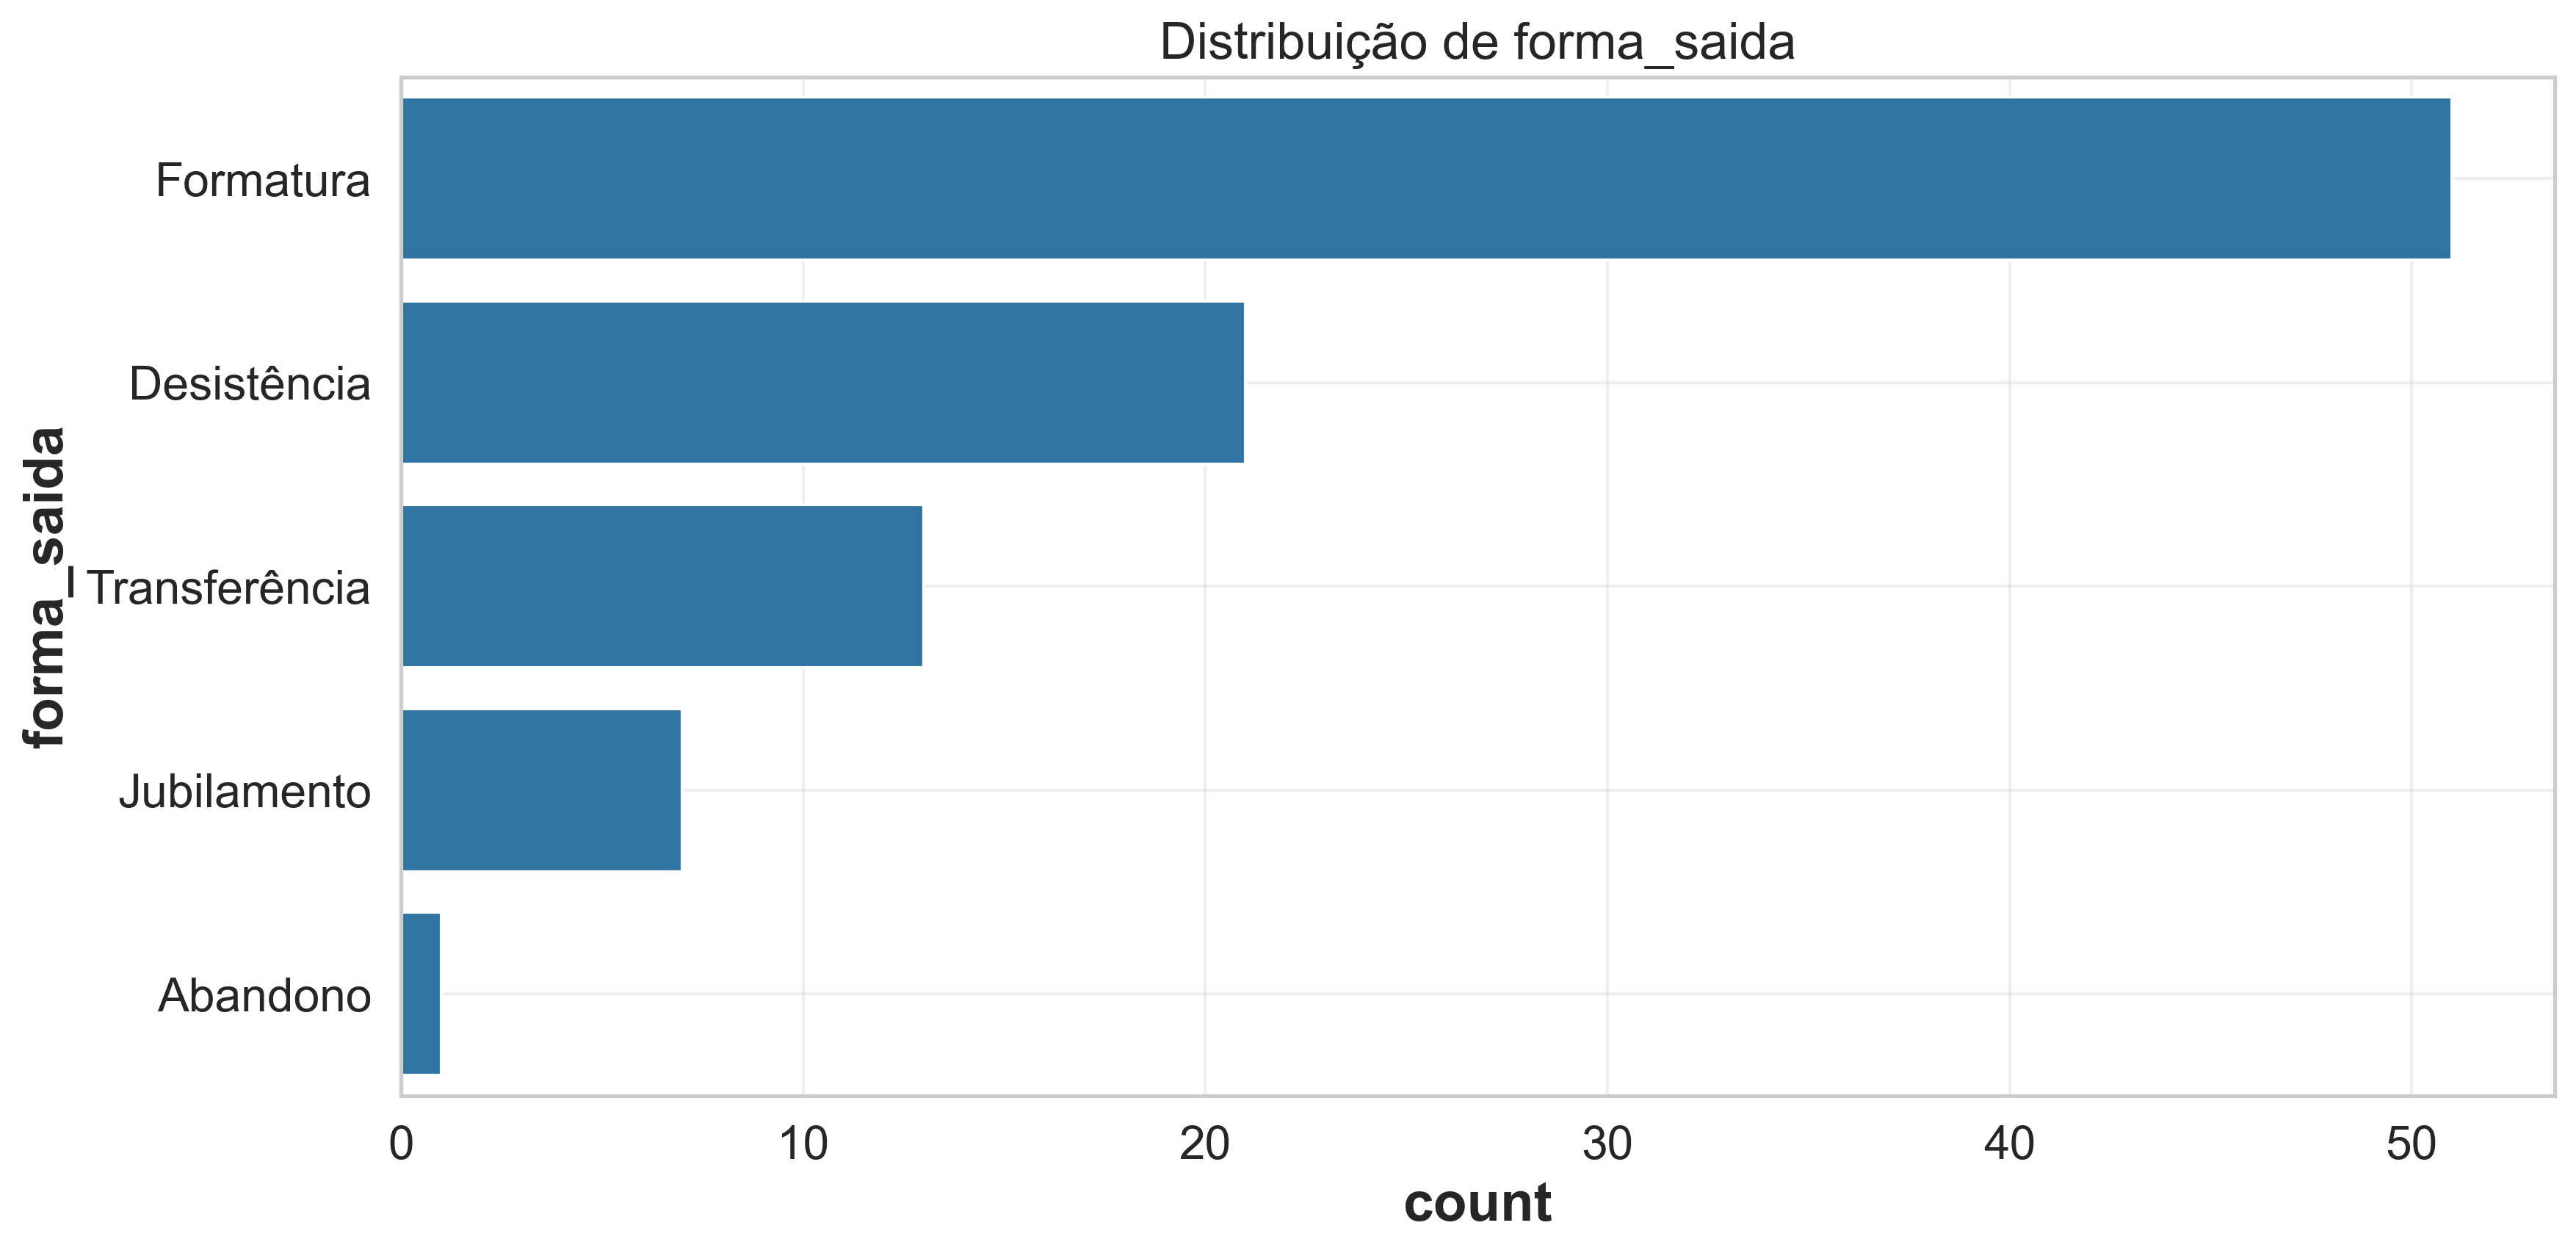 Distribuição de forma_saida
Formatura
Desistência
Transferência
Jubilamento
Abandono
forma_saida
0 10 20 30 40 50
count